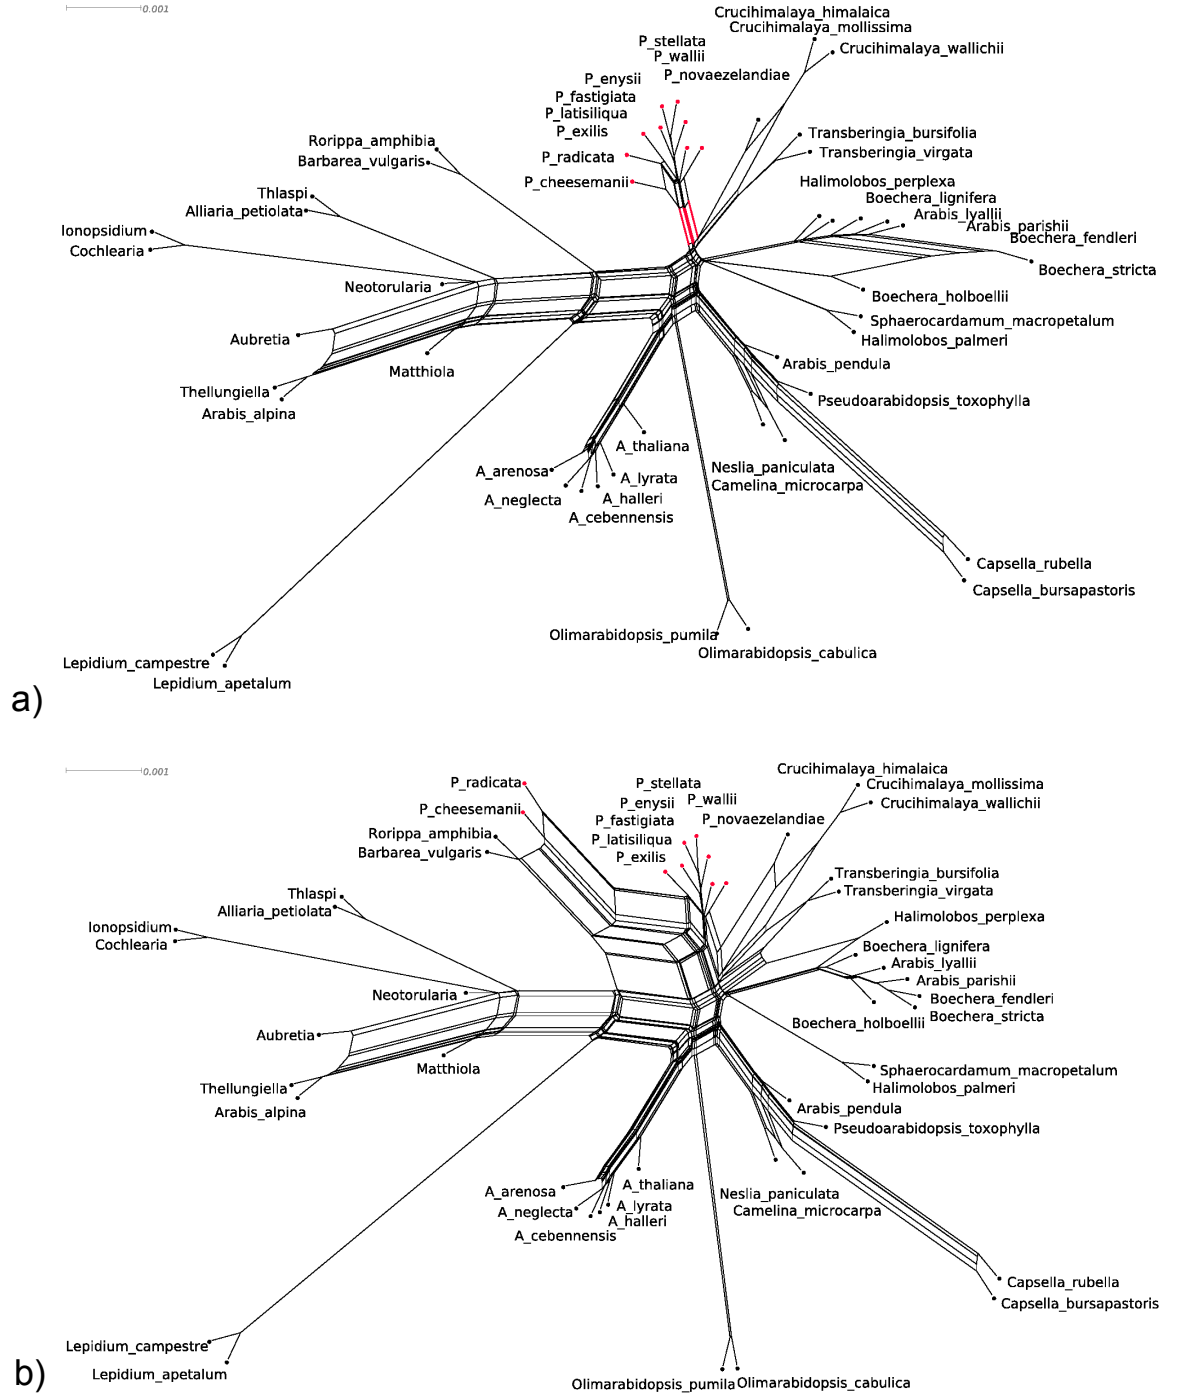 0.001
Crucihimalaya_himalaica
Crucihimalaya_mollissima
Crucihimalaya_wallichii
P_stellata
P_wallii
P_novaezelandiae
P_enysii
P_fastigiata
P_latisiliqua
P_exilis
P_radicata
P_cheesemanii
Rorippa_amphibia
Barbarea_vulgaris
Thlaspi
Alliaria_petiolata
Ionopsidium
Cochlearia
Neotorularia
Aubretia
Matthiola
Thellungiella
Arabis_alpina
Transberingia_bursifolia
Transberingia_virgata
Halimolobos_perplexa
Boechera_lignifera
Arabis_lyallii
Arabis_parishii
Boechera_fendleri
Boechera_stricta
Boechera_holboellii
Sphaerocardamum_macropetalum
Halimolobos_palmeri
Arabis_pendula
Pseudoarabidopsis_toxophylla
A_thaliana
A_arenosa
A_lyrata
A_neglecta
A_halleri
A_cebennensis
Neslia_paniculata
Camelina_microcarpa
Capsella_rubella
Capsella_bursapastoris
Olimarabidopsis_pumila
Olimarabidopsis_cabulica
Lepidium_campestre
Lepidium_apetalum
a)
0.001
Crucihimalaya_himalaica
Crucihimalaya_mollissima
Crucihimalaya_wallichii
P_radicata
P_cheesemanii
P_stellata
P_wallii
P_enysii
P_novaezelandiae
P_fastigiata
P_latisiliqua
P_exilis
Rorippa_amphibia
Barbarea_vulgaris
Thlaspi
Alliaria_petiolata
Ionopsidium
Cochlearia
Neotorularia
Aubretia
Matthiola
Thellungiella
Arabis_alpina
Transberingia_bursifolia
Transberingia_virgata
Halimolobos_perplexa
Boechera_lignifera
Arabis_lyallii
Arabis_parishii
Boechera_fendleri
Boechera_stricta
Boechera_holboellii
Sphaerocardamum_macropetalum
Halimolobos_palmeri
Arabis_pendula
Pseudoarabidopsis_toxophylla
A_thaliana
A_arenosa
A_lyrata
A_neglecta
A_halleri
A_cebennensis
Neslia_paniculata
Camelina_microcarpa
Capsella_rubella
Capsella_bursapastoris
Lepidium_campestre
Lepidium_apetalum
Olimarabidopsis_pumila
Olimarabidopsis_cabulica
b)